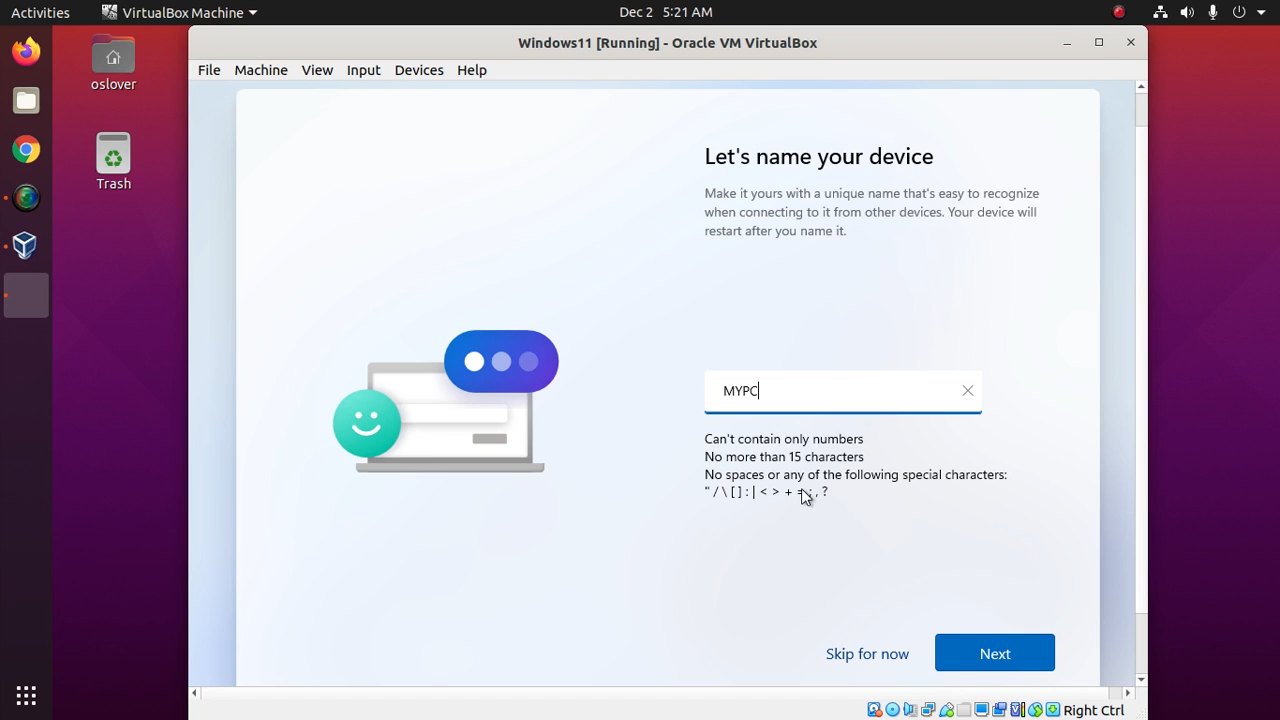 Activities
VirtualBox Machine
Dec 2 5:21 AM
Windows11 [Running] - Oracle VM VirtualBox
File Machine View Input Devices Help
oslover
Trash
Let's name your device
Make it yours with a unique name that's easy to recognize
when connecting to it from other devices. Your device will
restart after you name it.
MYPC
Can't contain only numbers
No more than 15 characters
No spaces or any of the following special characters:
" / \ [ ] : | < > + = ; , ?
Skip for now
Next
Right Ctrl